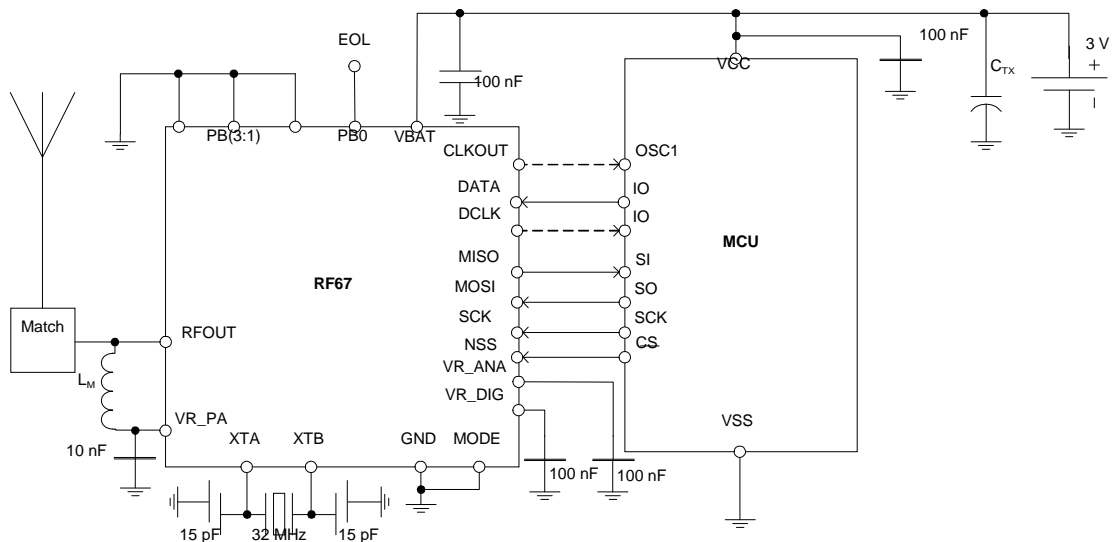 EOL
100 nF
3 V
+
C_TX
100 nF
VCC
PB(3:1)
PB0
VBAT
CLKOUT
OSC1
DATA
IO
DCLK
IO
MISO
SI
MOSI
SO
SCK
SCK
NSS
CS
VR_ANA
VR_DIG
RF67
MCU
Match
RFOUT
L_M
VR_PA
10 nF
XTA
XTB
GND
MODE
VSS
100 nF
100 nF
15 pF
32 MHz
15 pF